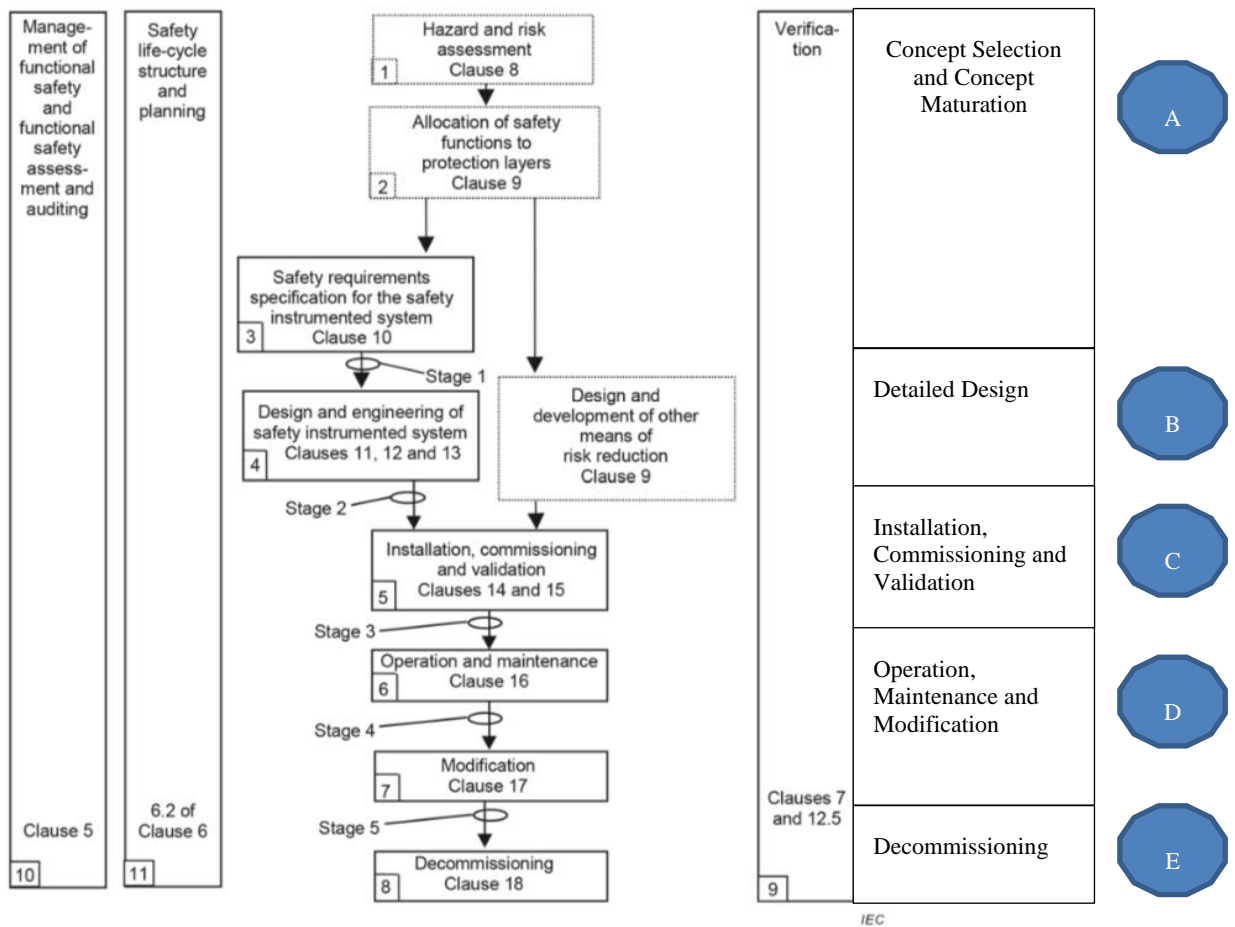 Manage-
ment of
functional
safety
and
functional
safety
assess-
ment and
auditing
Clause 5
10
Safety
life-cycle
structure
and
planning
6.2 of
Clause 6
11
Hazard and risk
assessment
Clause 8
1
Allocation of safety
functions to
protection layers
Clause 9
2
Safety requirements
specification for the safety
instrumented system
Clause 10
3
Stage 1
Design and engineering of
safety instrumented system
Clauses 11, 12 and 13
4
Design and
development of other
means of
risk reduction
Clause 9
Stage 2
Installation, commissioning
and validation
Clauses 14 and 15
5
Stage 3
Operation and maintenance
Clause 16
6
Stage 4
Modification
Clause 17
7
Stage 5
Decommissioning
Clause 18
8
Verifica-
tion
Clauses 7
and 12.5
9
Concept Selection
and Concept
Maturation
A
Detailed Design
B
Installation,
Commissioning and
Validation
C
Operation,
Maintenance and
Modification
D
Decommissioning
E
IEC